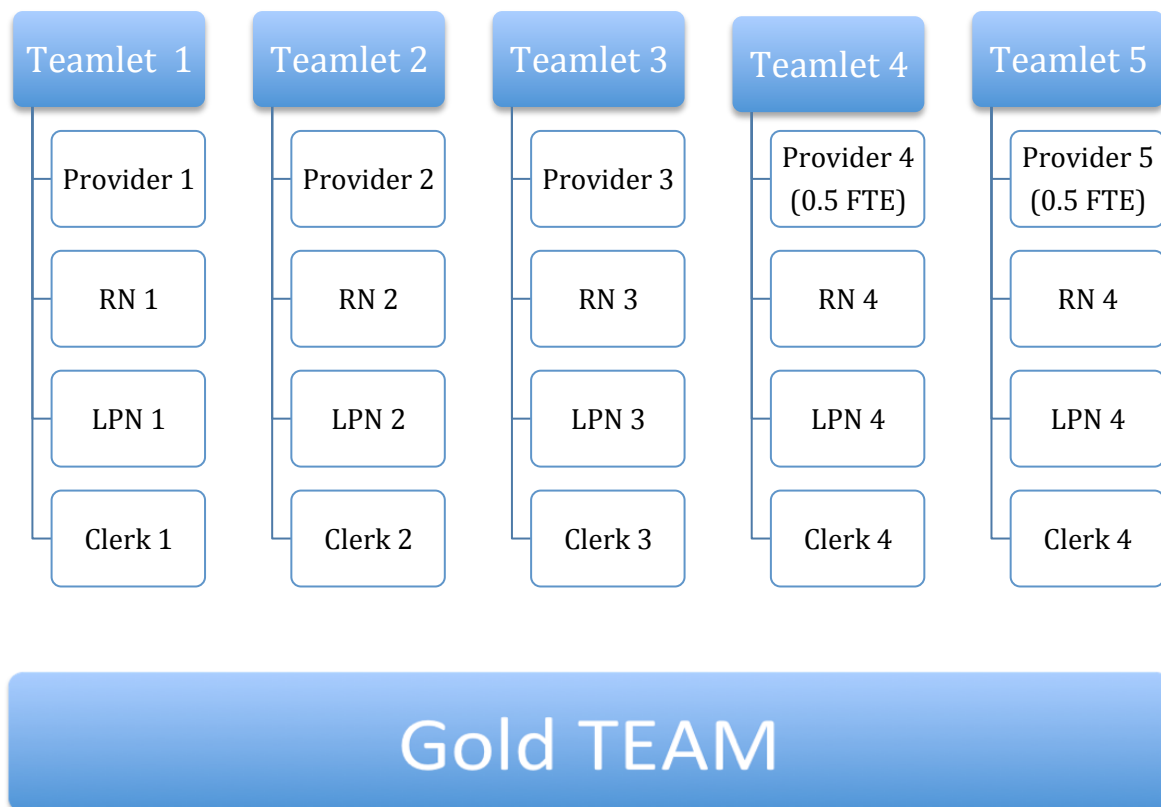 Teamlet 1
Provider 1
RN 1
LPN 1
Clerk 1
Teamlet 2
Provider 2
RN 2
LPN 2
Clerk 2
Teamlet 3
Provider 3
RN 3
LPN 3
Clerk 3
Teamlet 4
Provider 4
(0.5 FTE)
RN 4
LPN 4
Clerk 4
Teamlet 5
Provider 5
(0.5 FTE)
RN 4
LPN 4
Clerk 4
Gold TEAM